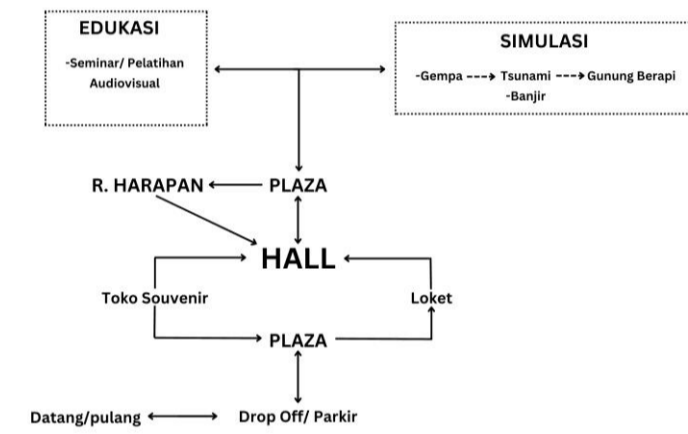 EDUKASI
-Seminar/ Pelatihan
Audiovisual
SIMULASI
-Gempa ---→ Tsunami ---→ Gunung Berapi
-Banjir
R. HARAPAN
PLAZA
HALL
Toko Souvenir
Loket
PLAZA
Datang/pulang
Drop Off/ Parkir